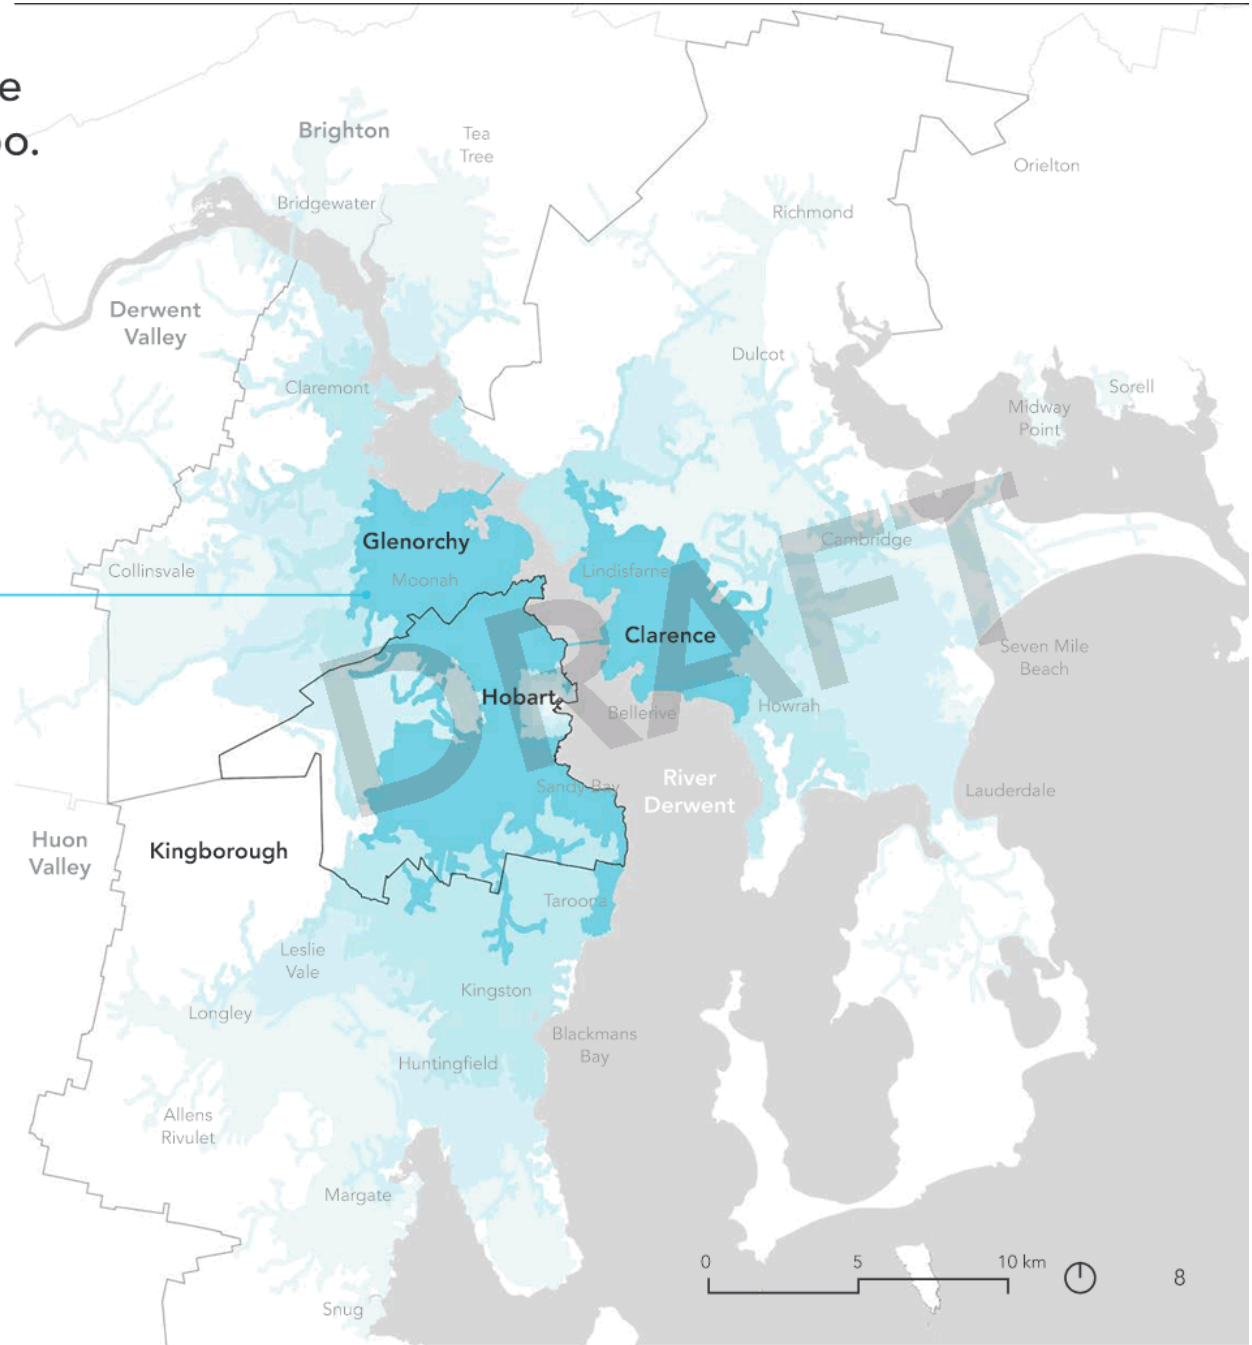 e
o.
Brighton
Tea
Tree
Orielton
Bridgewater
Richmond
Derwent
Valley
Dulcot
Claremont
Sorell
Midway
Point
Glenorchy
Cambridge
Collinsvale
Moonah
Lindisfarne
DRAFT
Clarence
Seven Mile
Beach
Hobart
Bellerive
Howrah
River
Derwent
Sandy Bay
Lauderdale
Huon
Valley
Kingborough
Taroona
Leslie
Vale
Kingston
Longley
Blackmans
Bay
Huntingfield
Allens
Rivulet
Margate
0 5 10 km
8
Snug